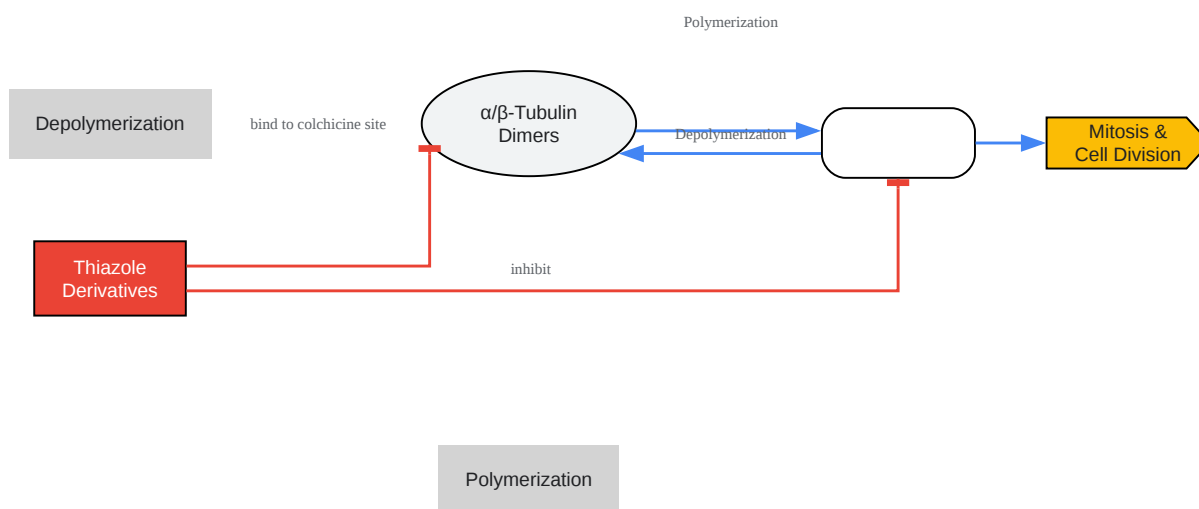 Polymerization
Depolymerization
bind to colchicine site
α/β-Tubulin
Dimers
Depolymerization
Mitosis &
Cell Division
Thiazole
Derivatives
inhibit
Polymerization